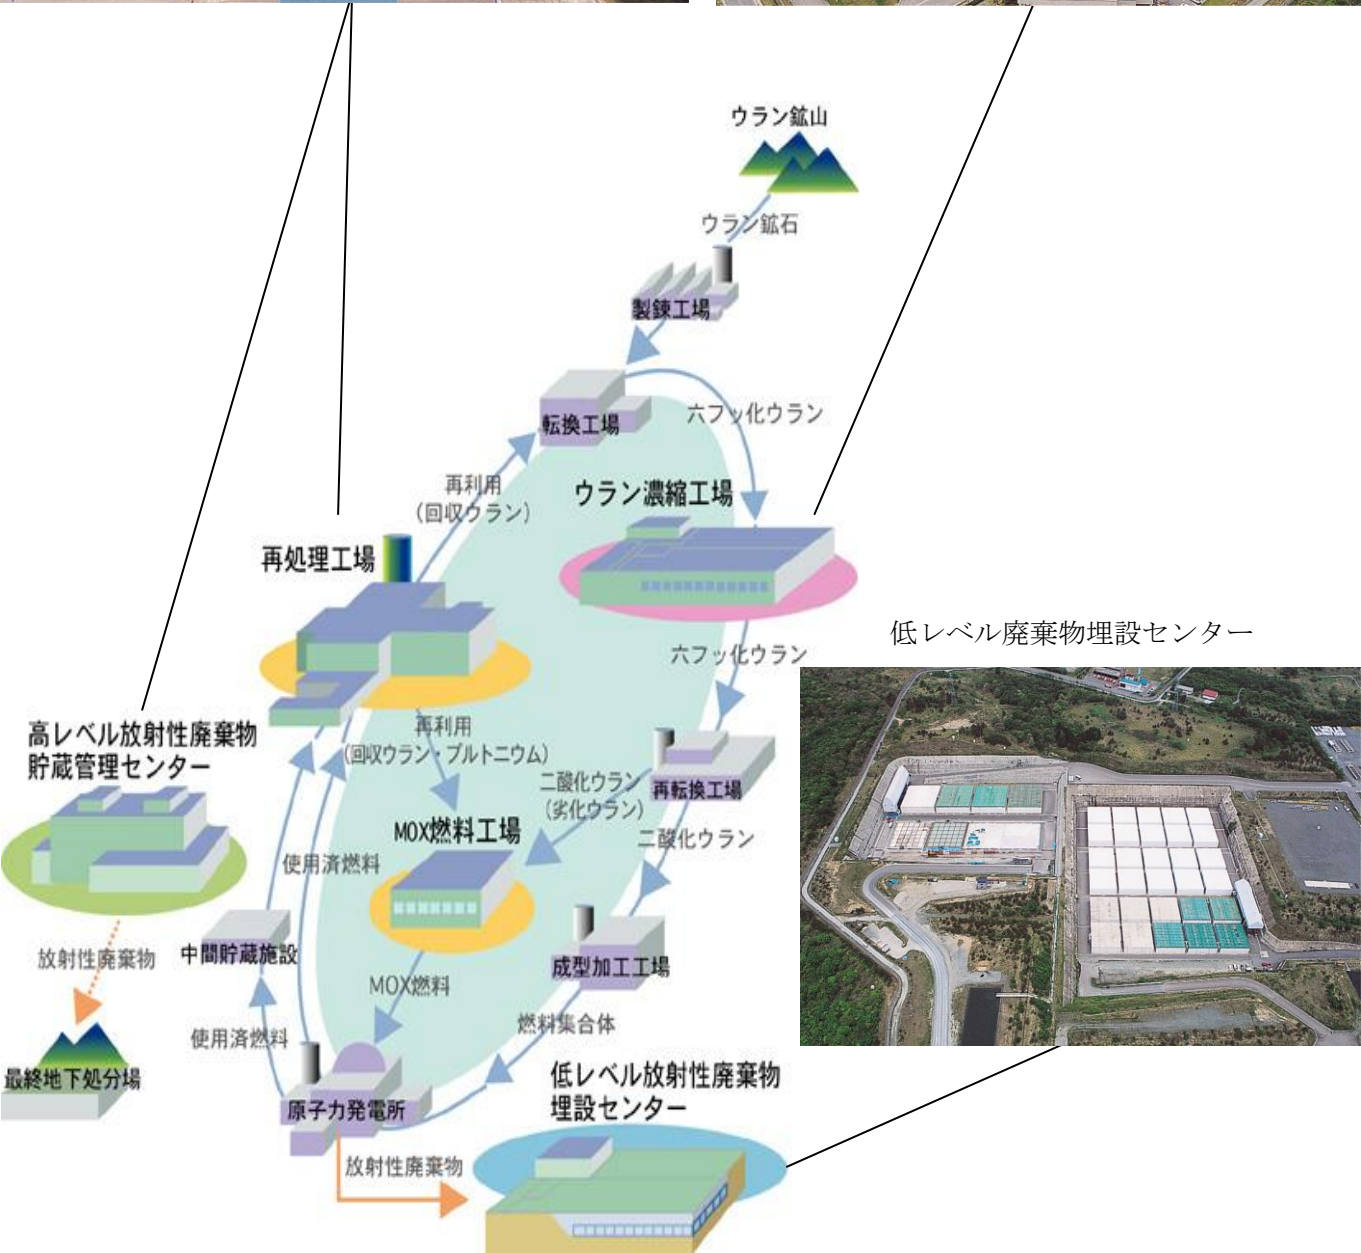 ウラン鉱山
ウラン鉱石
製錬工場
転換工場
六フッ化ウラン
再利用
(回収ウラン)
ウラン濃縮工場
再処理工場
低レベル廃棄物埋設センター
六フッ化ウラン
再利用
(回収ウラン・プルトニウム)
高レベル放射性廃棄物
貯蔵管理センター
二酸化ウラン
(劣化ウラン)
再転換工場
MOX燃料工場
二酸化ウラン
使用済燃料
中間貯蔵施設
放射性廃棄物
成型加工工場
MOX燃料
燃料集合体
使用済燃料
最終地下処分場
低レベル放射性廃棄物
埋設センター
原子力発電所
放射性廃棄物